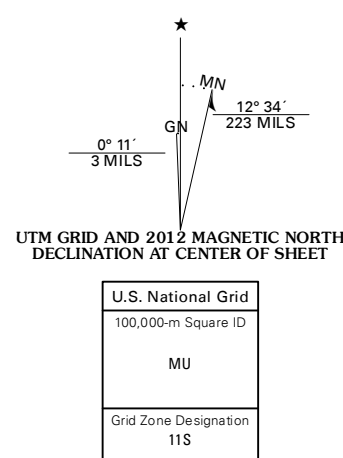 ★
MN
GN
12° 34´
223 MILS
0° 11´
3 MILS
UTM GRID AND 2012 MAGNETIC NORTH
DECLINATION AT CENTER OF SHEET
U.S. National Grid
100,000-m Square ID
MU
Grid Zone Designation
11S